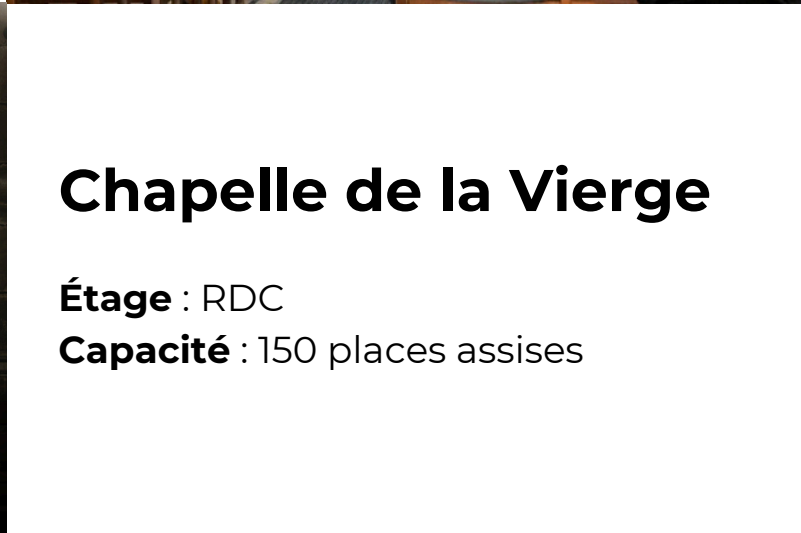 Chapelle de la Vierge
Étage : RDC
Capacité : 150 places assises